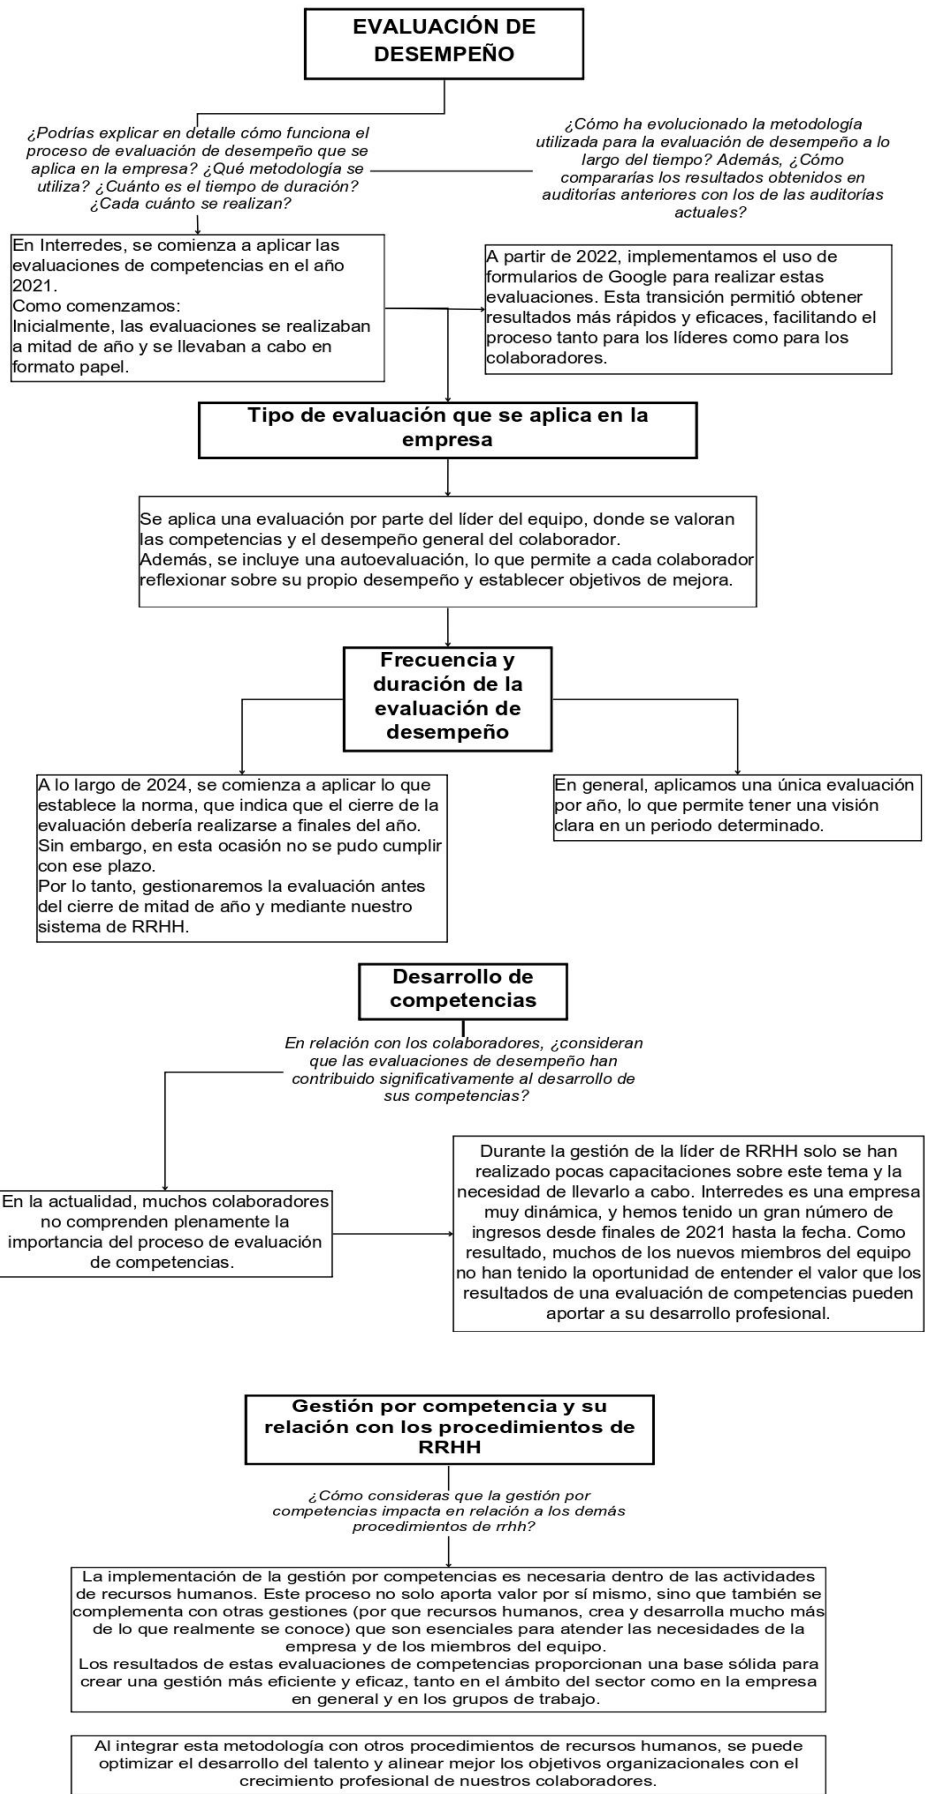 EVALUACIÓN DE
DESEMPEÑO
¿Podrías explicar en detalle cómo funciona el
proceso de evaluación de desempeño que se
aplica en la empresa? ¿Qué metodología se
utiliza? ¿Cuánto es el tiempo de duración?
¿Cada cuánto se realizan?
¿Cómo ha evolucionado la metodología
utilizada para la evaluación de desempeño a lo
largo del tiempo? Además, ¿Cómo
compararías los resultados obtenidos en
auditorías anteriores con los de las auditorías
actuales?
En Interredes, se comienza a aplicar las
evaluaciones de competencias en el año
2021.
Como comenzamos:
Inicialmente, las evaluaciones se realizaban
a mitad de año y se llevaban a cabo en
formato papel.
A partir de 2022, implementamos el uso de
formularios de Google para realizar estas
evaluaciones. Esta transición permitió obtener
resultados más rápidos y eficaces, facilitando el
proceso tanto para los líderes como para los
colaboradores.
Tipo de evaluación que se aplica en la
empresa
Se aplica una evaluación por parte del líder del equipo, donde se valoran
las competencias y el desempeño general del colaborador.
Además, se incluye una autoevaluación, lo que permite a cada colaborador
reflexionar sobre su propio desempeño y establecer objetivos de mejora.
Frecuencia y
duración de la
evaluación de
desempeño
A lo largo de 2024, se comienza a aplicar lo que
establece la norma, que indica que el cierre de la
evaluación debería realizarse a finales del año.
Sin embargo, en esta ocasión no se pudo cumplir
con ese plazo.
Por lo tanto, gestionaremos la evaluación antes
del cierre de mitad de año y mediante nuestro
sistema de RRHH.
En general, aplicamos una única evaluación
por año, lo que permite tener una visión
clara en un periodo determinado.
Desarrollo de
competencias
En relación con los colaboradores, ¿consideran
que las evaluaciones de desempeño han
contribuido significativamente al desarrollo de
sus competencias?
En la actualidad, muchos colaboradores
no comprenden plenamente la
importancia del proceso de evaluación
de competencias.
Durante la gestión de la líder de RRHH solo se han
realizado pocas capacitaciones sobre este tema y la
necesidad de llevarlo a cabo. Interredes es una empresa
muy dinámica, y hemos tenido un gran número de
ingresos desde finales de 2021 hasta la fecha. Como
resultado, muchos de los nuevos miembros del equipo
no han tenido la oportunidad de entender el valor que los
resultados de una evaluación de competencias pueden
aportar a su desarrollo profesional.
Gestión por competencia y su
relación con los procedimientos de
RRHH
¿Cómo consideras que la gestión por
competencias impacta en relación a los demás
procedimientos de rrhh?
La implementación de la gestión por competencias es necesaria dentro de las actividades
de recursos humanos. Este proceso no solo aporta valor por sí mismo, sino que también se
complementa con otras gestiones (por que recursos humanos, crea y desarrolla mucho más
de lo que realmente se conoce) que son esenciales para atender las necesidades de la
empresa y de los miembros del equipo.
Los resultados de estas evaluaciones de competencias proporcionan una base sólida para
crear una gestión más eficiente y eficaz, tanto en el ámbito del sector como en la empresa
en general y en los grupos de trabajo.
Al integrar esta metodología con otros procedimientos de recursos humanos, se puede
optimizar el desarrollo del talento y alinear mejor los objetivos organizacionales con el
crecimiento profesional de nuestros colaboradores.